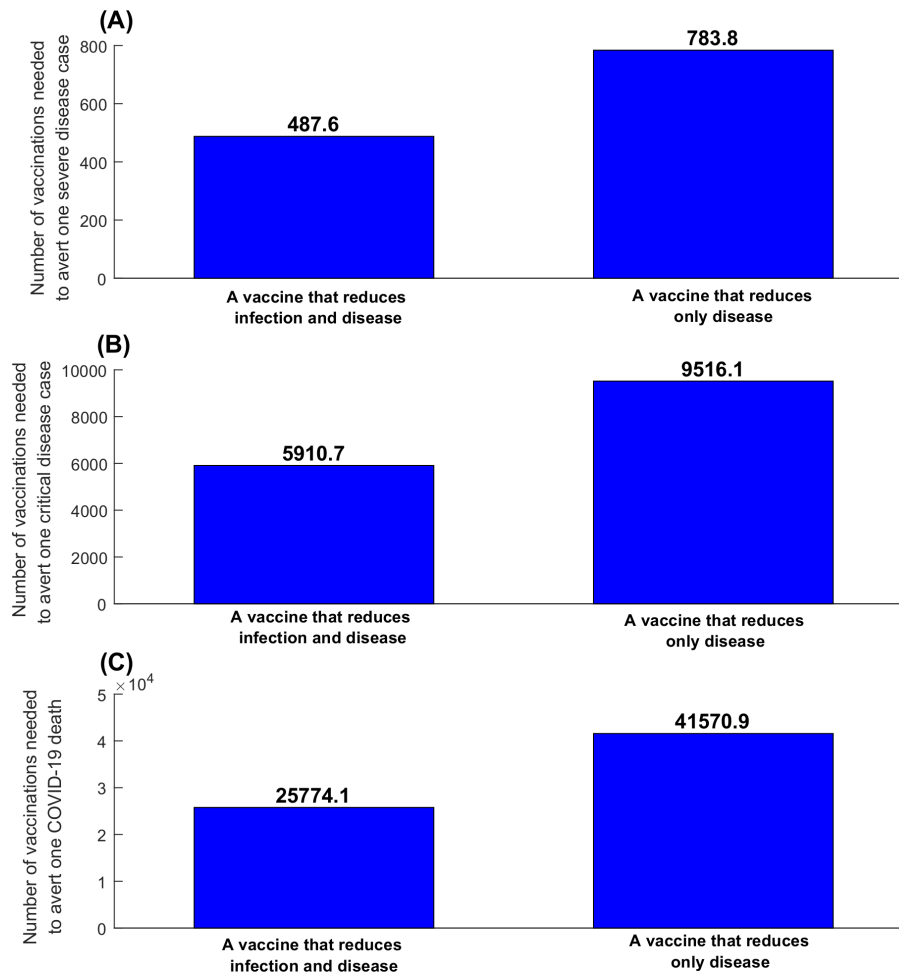 (A)
Number of vaccinations needed
to avert one severe disease case
800
600
400
200
0
487.6
783.8
A vaccine that reduces
infection and disease
A vaccine that reduces
only disease
(B)
Number of vaccinations needed
to avert one critical disease case
10000
8000
6000
4000
2000
0
5910.7
9516.1
A vaccine that reduces
infection and disease
A vaccine that reduces
only disease
(C)
Number of vaccinations needed
to avert one COVID-19 death
×10⁴
5
4
3
2
1
0
25774.1
41570.9
A vaccine that reduces
infection and disease
A vaccine that reduces
only disease